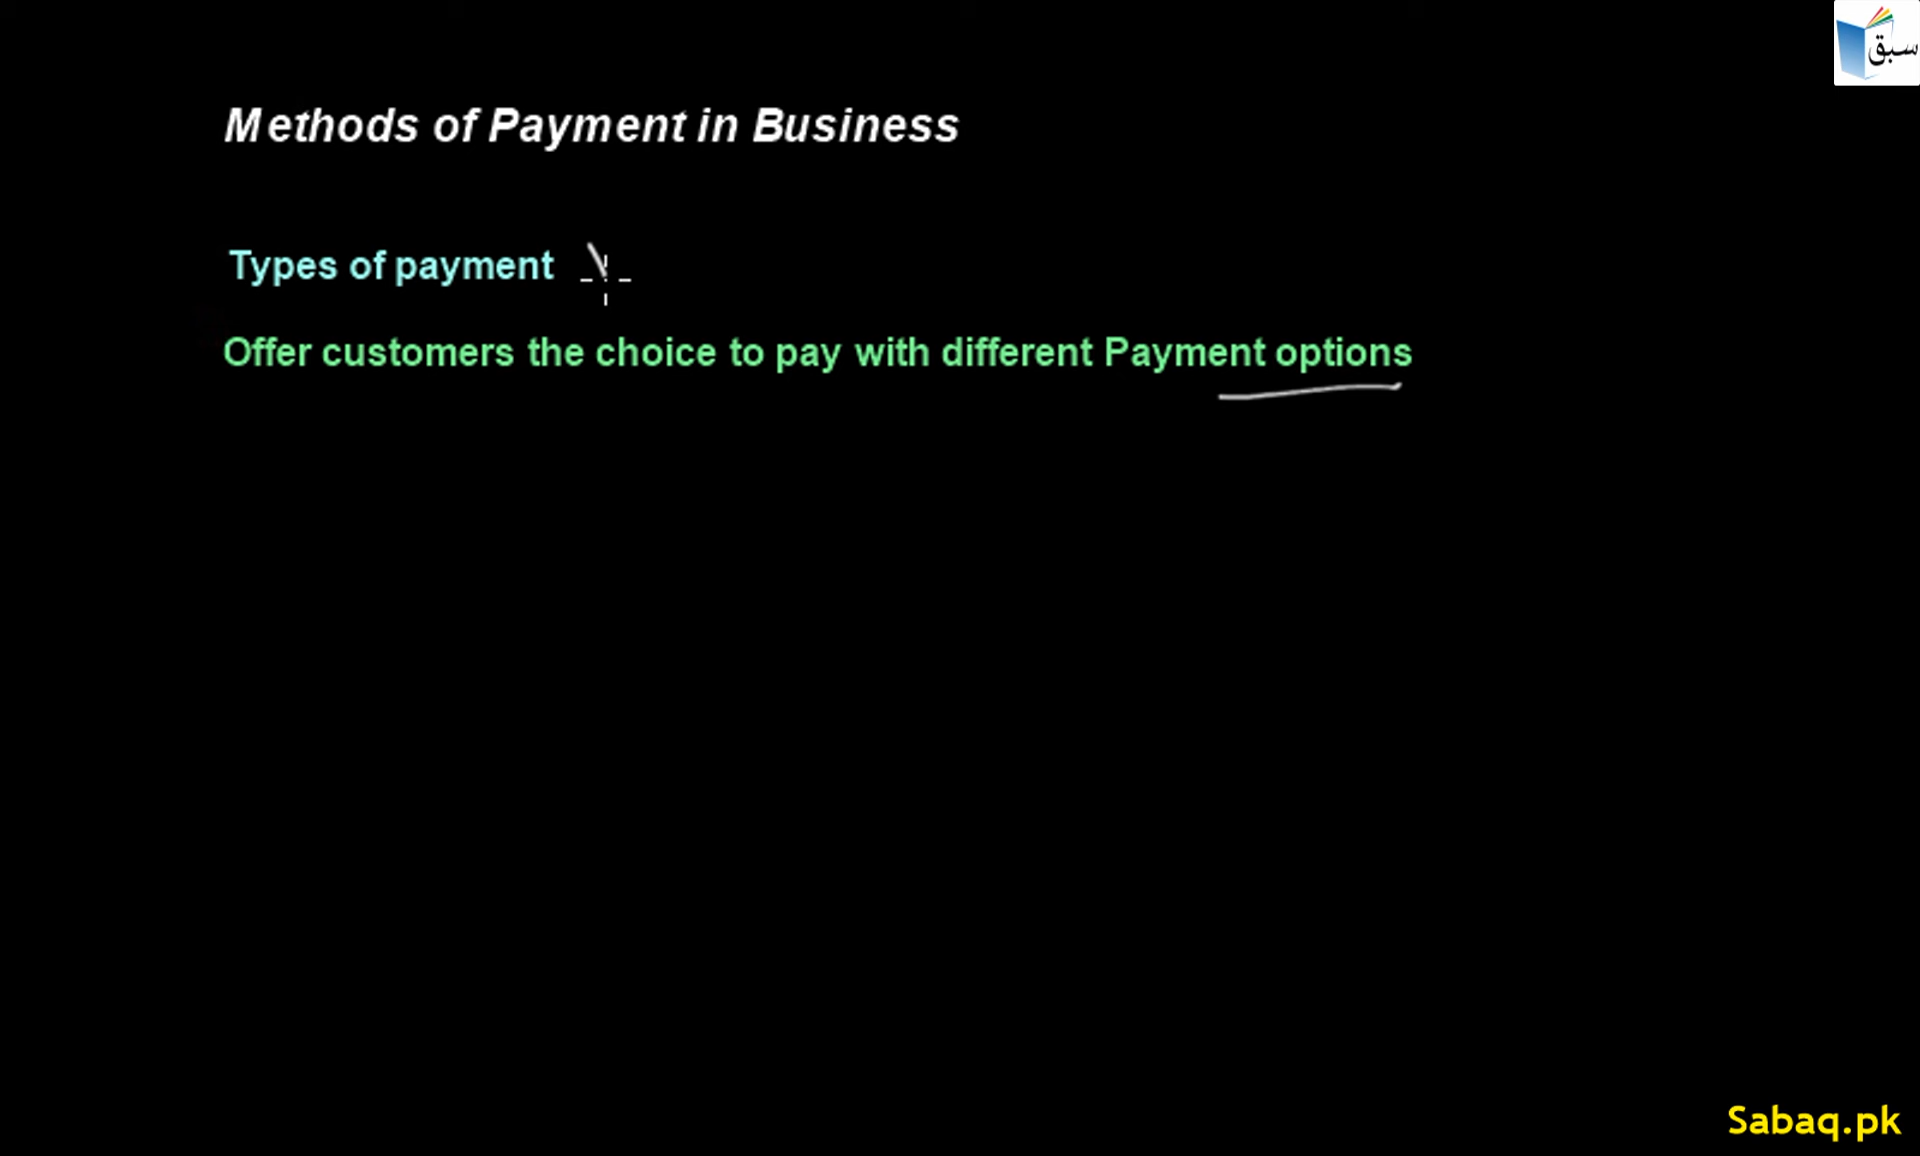 سبق
Methods of Payment in Business
Types of payment
Offer customers the choice to pay with different Payment options
Sabaq.pk